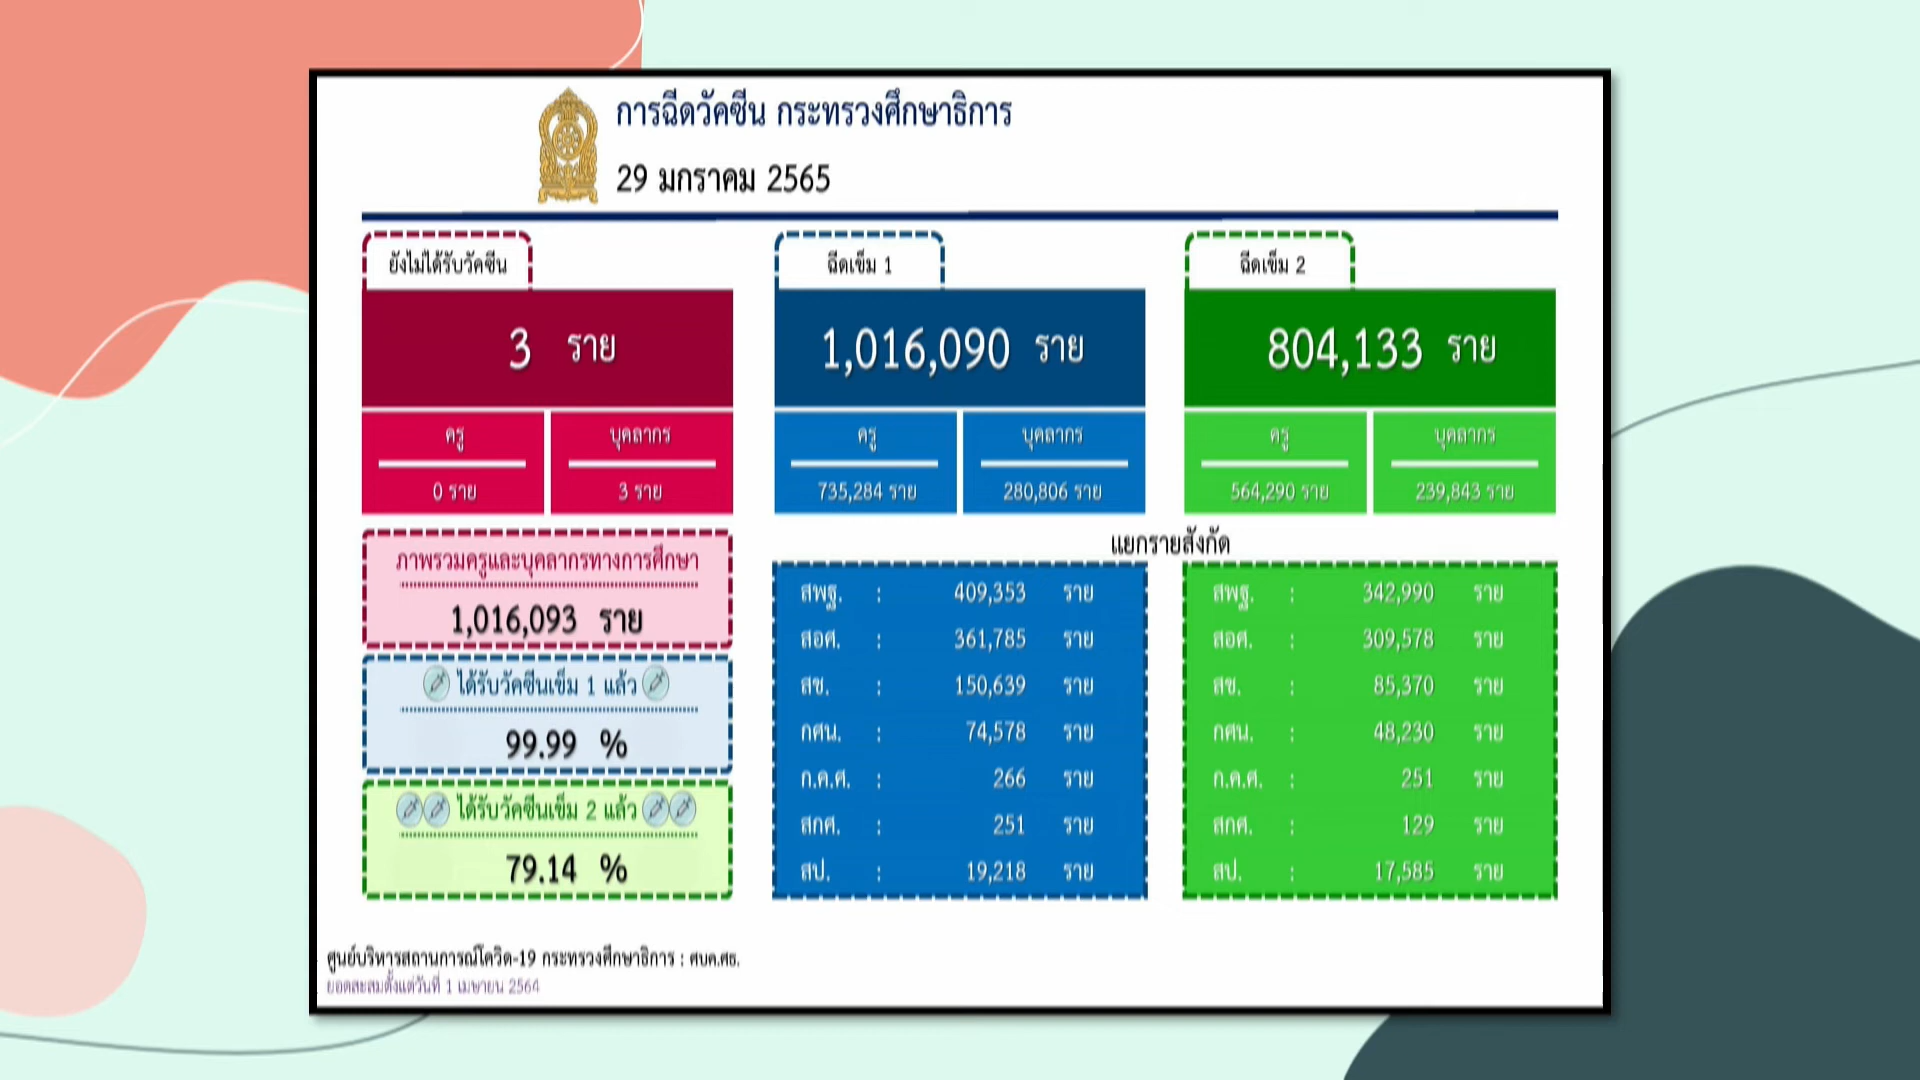 การฉีดวัคซีน กระทรวงศึกษาธิการ
29 มกราคม 2565
ยังไม่ได้รับวัคซีน
3 ราย
ครู
บุคลากร
0 ราย
3 ราย
ฉีดเข็ม 1
1,016,090 ราย
ครู
บุคลากร
735,284 ราย
280,806 ราย
ฉีดเข็ม 2
804,133 ราย
ครู
บุคลากร
564,290 ราย
239,843 ราย
ภาพรวมครูและบุคลากรทางการศึกษา
1,016,093 ราย
ได้รับวัคซีนเข็ม 1 แล้ว
99.99 %
ได้รับวัคซีนเข็ม 2 แล้ว
79.14 %
แยกรายสังกัด
สพฐ. : 409,353 ราย
สอศ. : 361,785 ราย
สช. : 150,639 ราย
กศน. : 74,578 ราย
ก.ค.ศ. : 266 ราย
สกศ. : 251 ราย
สป. : 19,218 ราย
สพฐ. : 342,990 ราย
สอศ. : 309,578 ราย
สช. : 85,370 ราย
กศน. : 48,230 ราย
ก.ค.ศ. : 251 ราย
สกศ. : 129 ราย
สป. : 17,585 ราย
ศูนย์บริหารสถานการณ์โควิด-19 กระทรวงศึกษาธิการ : ศบค.ศธ.
ยอดสะสมตั้งแต่วันที่ 1 เมษายน 2564